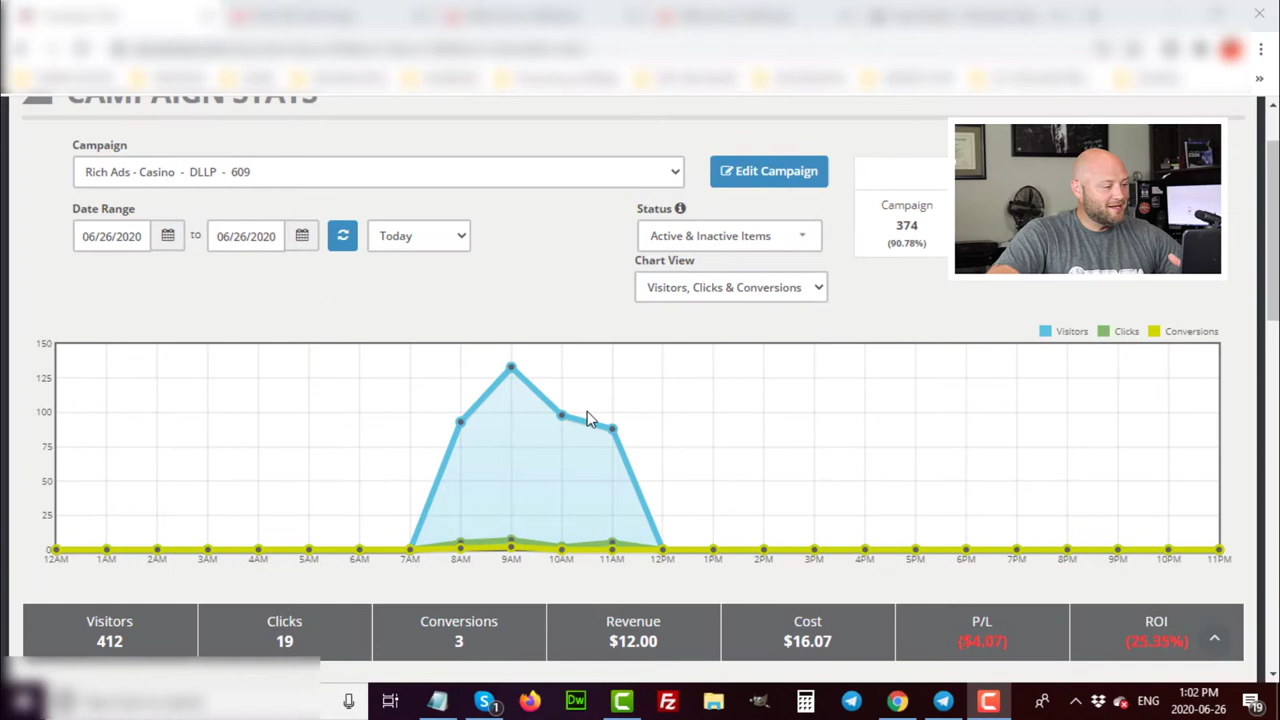 CAMPAIGN STATS
Campaign
Rich Ads - Casino - DLLP - 609
Edit Campaign
Campaign
374
(90.78%)
Date Range
06/26/2020 to 06/26/2020 Today
Status
Active & Inactive Items
Chart View
Visitors, Clicks & Conversions
Visitors Clicks Conversions
150
125
100
75
50
25
0
12AM 1AM 2AM 3AM 4AM 5AM 6AM 7AM 8AM 9AM 10AM 11AM 12PM 1PM 2PM 3PM 4PM 5PM 6PM 7PM 8PM 9PM 10PM 11PM
Visitors Clicks Conversions Revenue Cost P/L ROI
412 19 3 $12.00 $16.07 ($4.07) (25.35%)
Dw
S 1
Fz
C
ENG
1:02 PM
2020-06-26
19